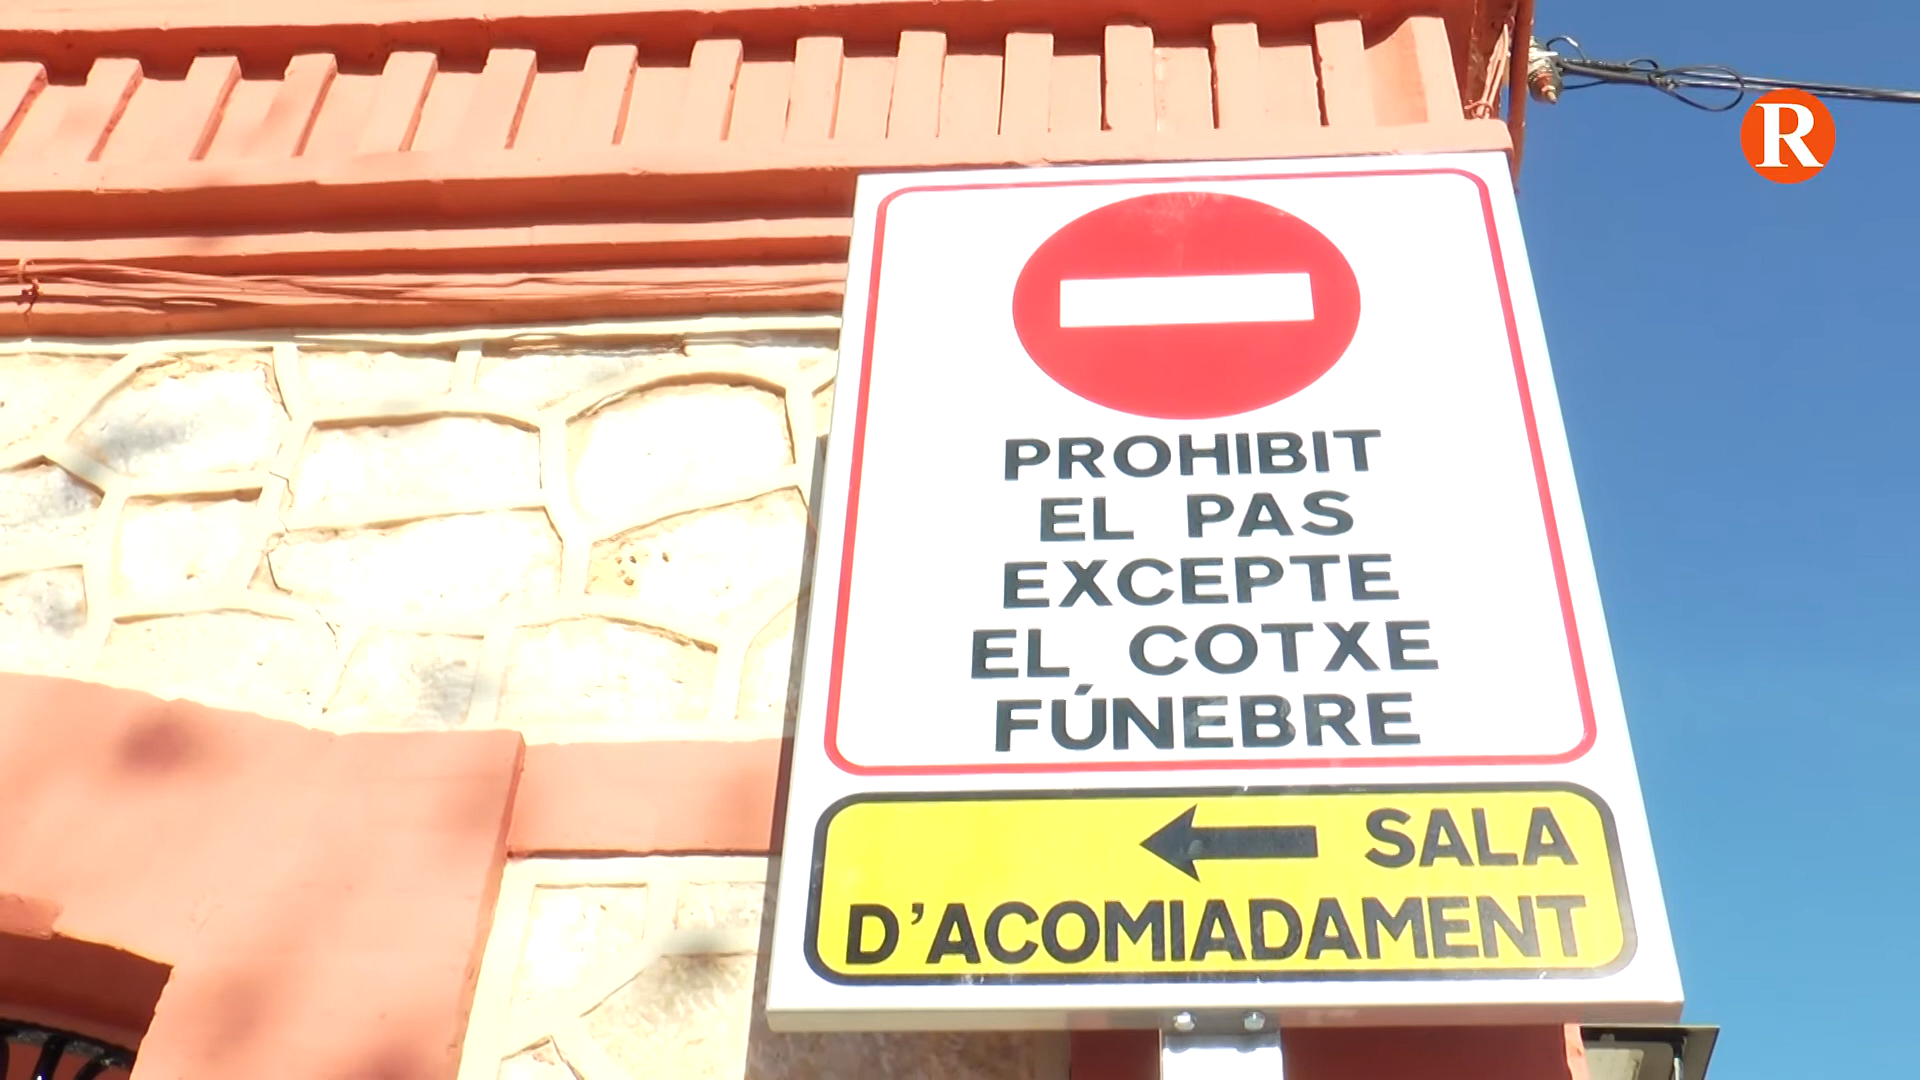 R
PROHIBIT
EL PAS
EXCEPTE
EL COTXE
FÚNEBRE
← SALA
D'ACOMIADAMENT